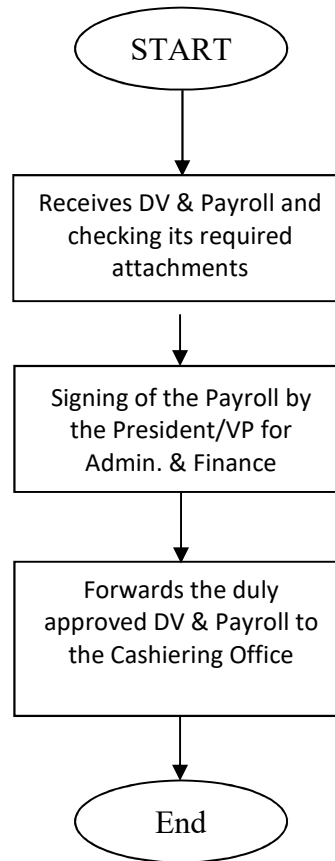 START
Receives DV & Payroll and
checking its required
attachments
Signing of the Payroll by
the President/VP for
Admin. & Finance
Forwards the duly
approved DV & Payroll to
the Cashiering Office
End